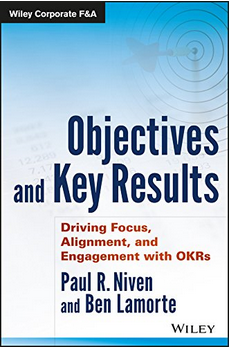 Wiley Corporate F&A
Objectives
and Key Results
Driving Focus,
Alignment, and
Engagement with OKRs
Paul R. Niven
and Ben Lamorte
WILEY